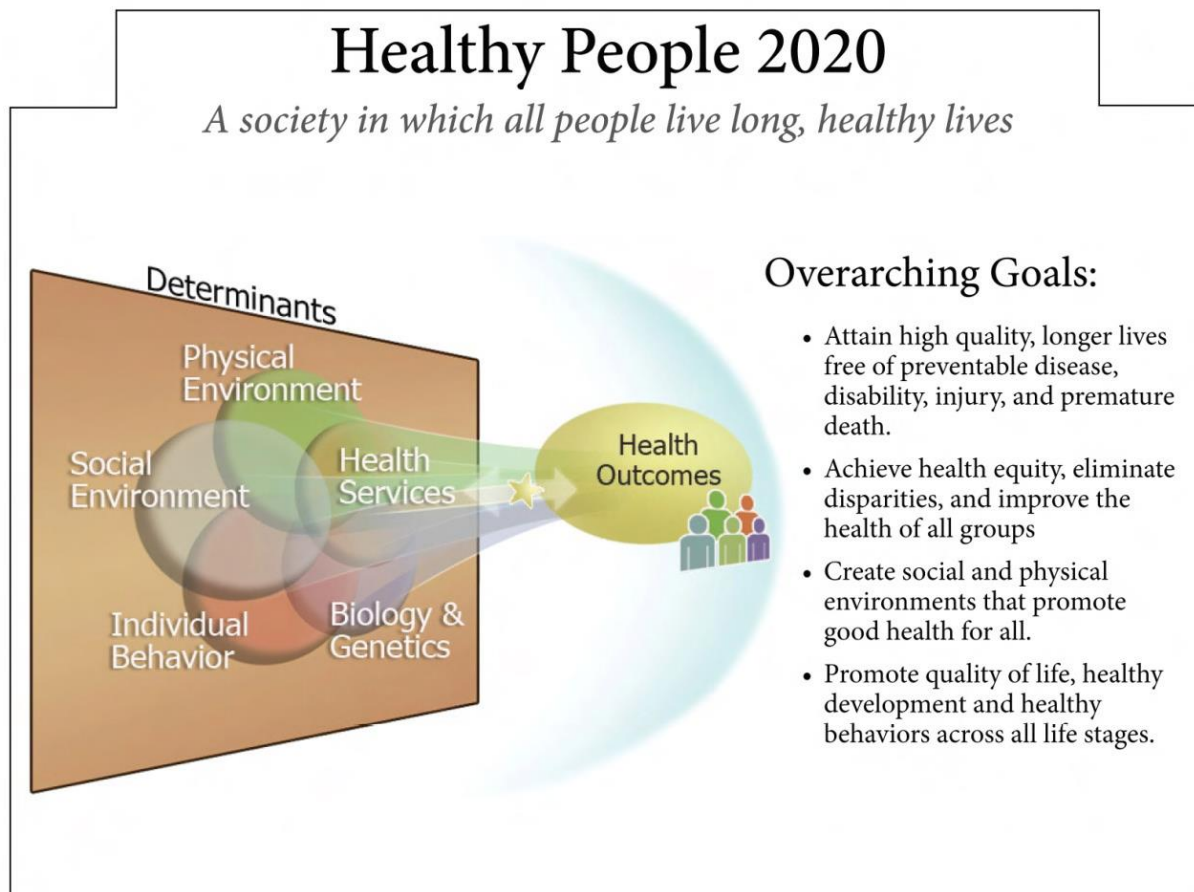 Healthy People 2020
A society in which all people live long, healthy lives
Determinants
Physical
Environment
Social
Environment
Health
Services
Individual
Behavior
Biology &
Genetics
Health
Outcomes
Overarching Goals:
• Attain high quality, longer lives
free of preventable disease,
disability, injury, and premature
death.
• Achieve health equity, eliminate
disparities, and improve the
health of all groups
• Create social and physical
environments that promote
good health for all.
• Promote quality of life, healthy
development and healthy
behaviors across all life stages.